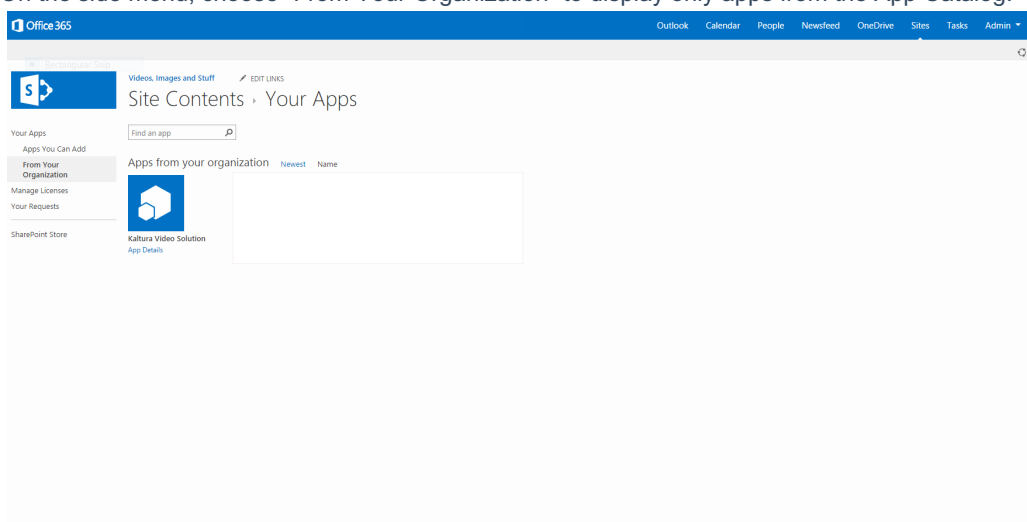 On the side menu, choose "From Your Organization" to display only apps from the App Catalog.
Office 365
Outlook Calendar People Newsfeed OneDrive Sites Tasks Admin
Rectangular Snip
Videos, Images and Stuff EDIT LINKS
S
Site Contents › Your Apps
Find an app
Your Apps
Apps You Can Add
From Your
Organization
Manage Licenses
Your Requests
SharePoint Store
Apps from your organization Newest Name
Kaltura Video Solution
App Details